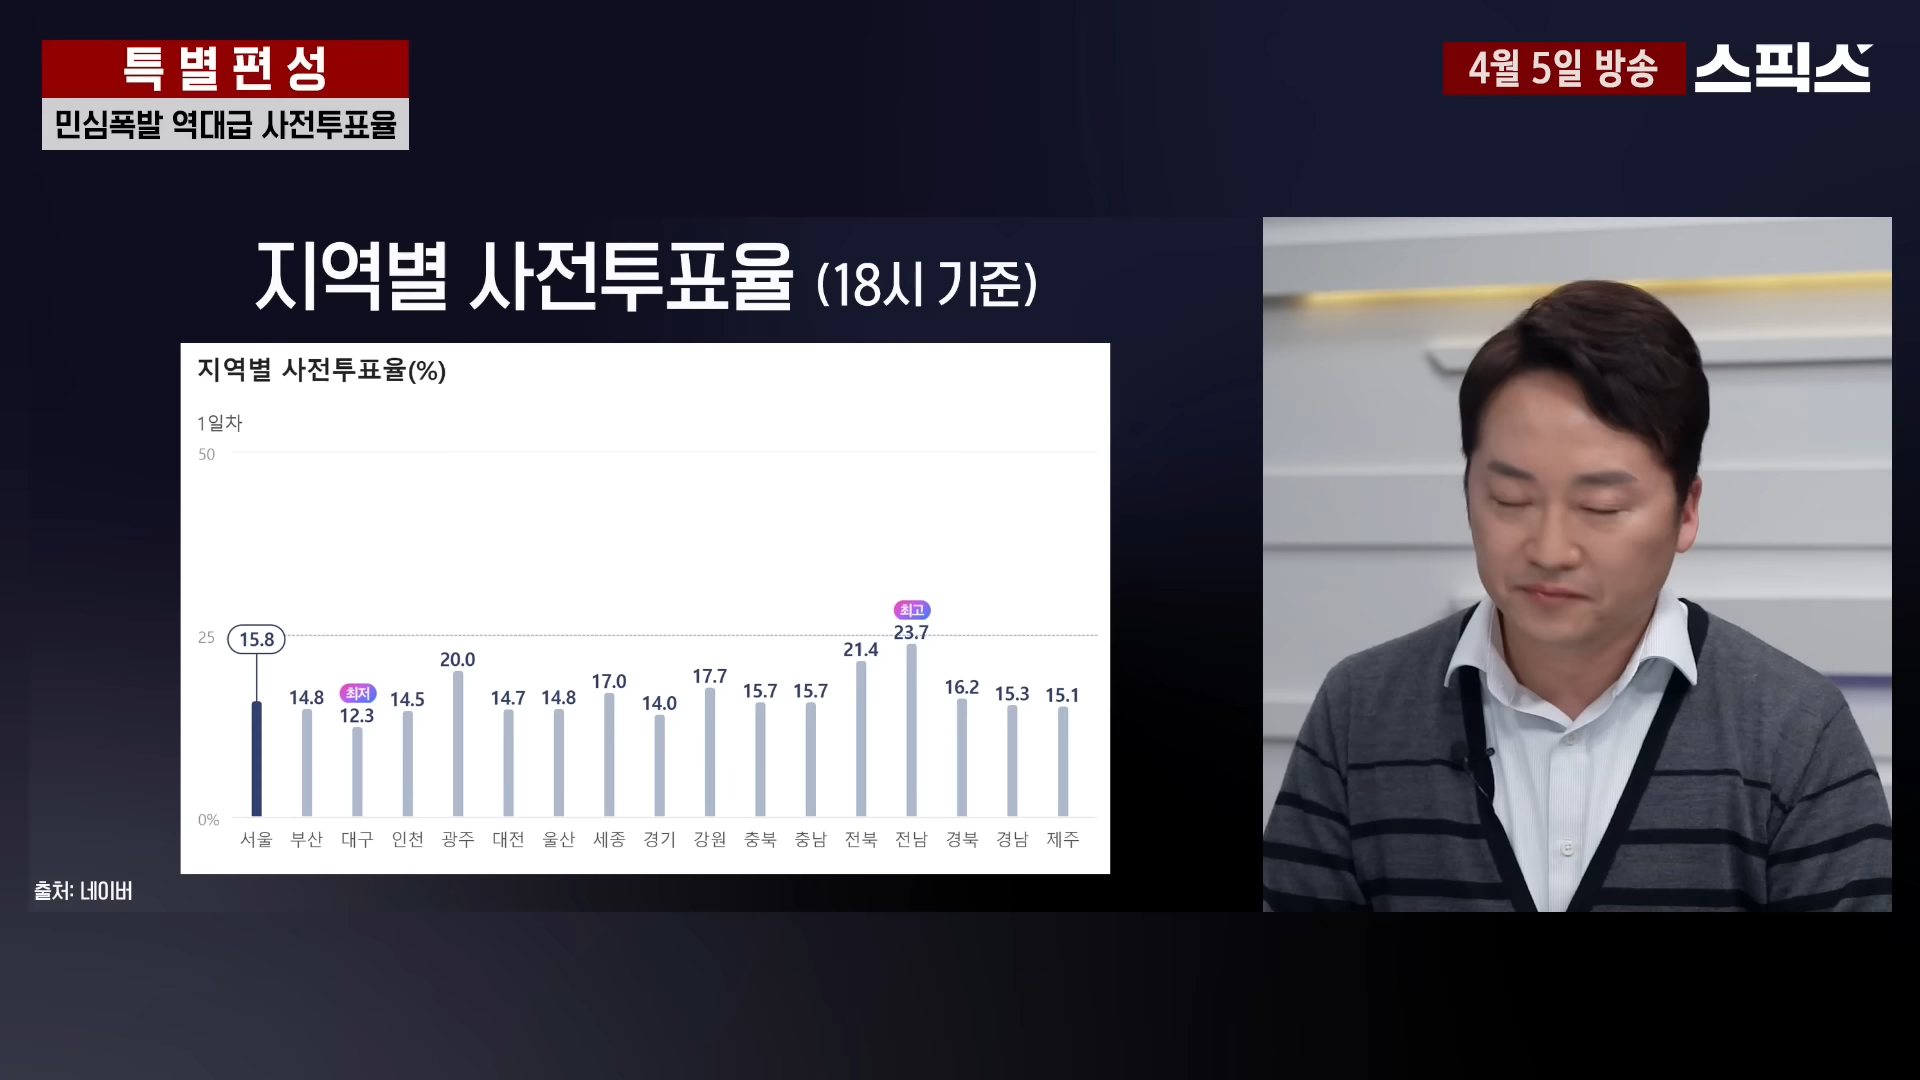 특별편성
민심폭발 역대급 사전투표율
4월 5일 방송 스픽스
지역별 사전투표율 (18시 기준)
지역별 사전투표율(%)
1일차
50
25
0%
15.8
14.8
최저
12.3
14.5
20.0
14.7
14.8
17.0
14.0
17.7
15.7
15.7
21.4
최고
23.7
16.2
15.3
15.1
서울 부산 대구 인천 광주 대전 울산 세종 경기 강원 충북 충남 전북 전남 경북 경남 제주
출처: 네이버